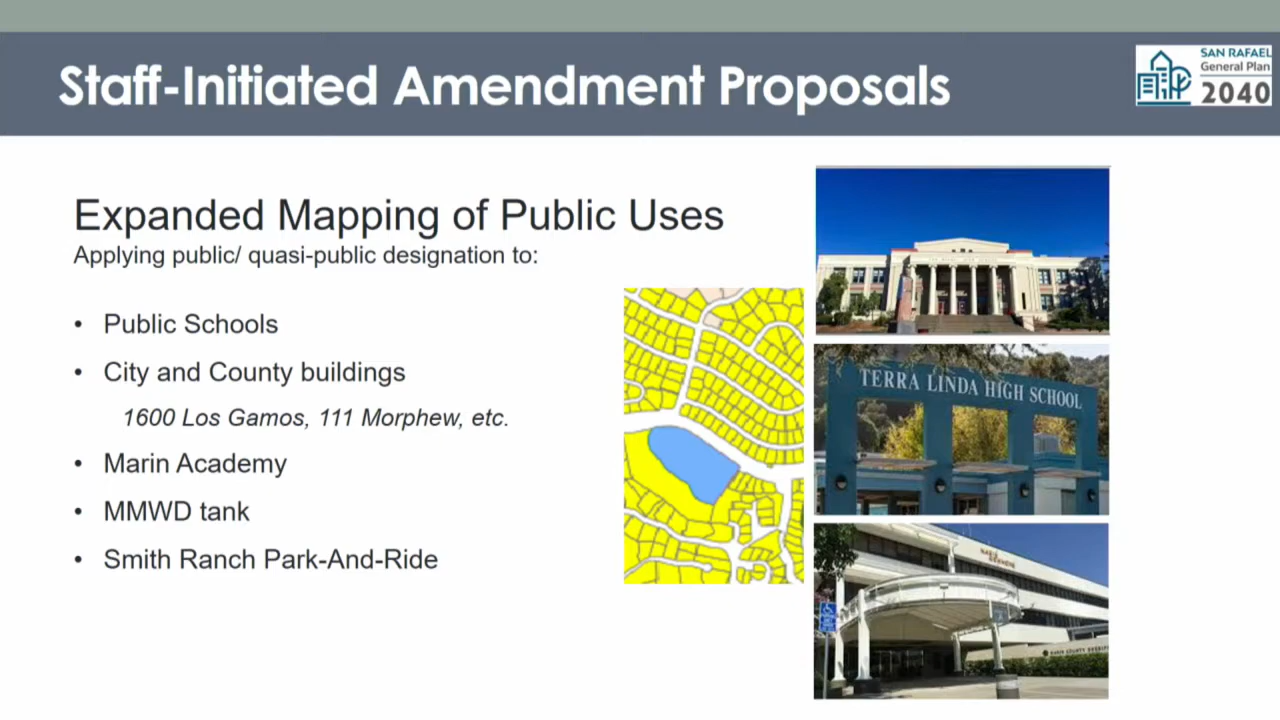 Staff-Initiated Amendment Proposals
SAN RAFAEL
General Plan
2040
Expanded Mapping of Public Uses
Applying public/ quasi-public designation to:
• Public Schools
• City and County buildings
1600 Los Gamos, 111 Morphew, etc.
• Marin Academy
• MMWD tank
• Smith Ranch Park-And-Ride
TERRA LINDA HIGH SCHOOL